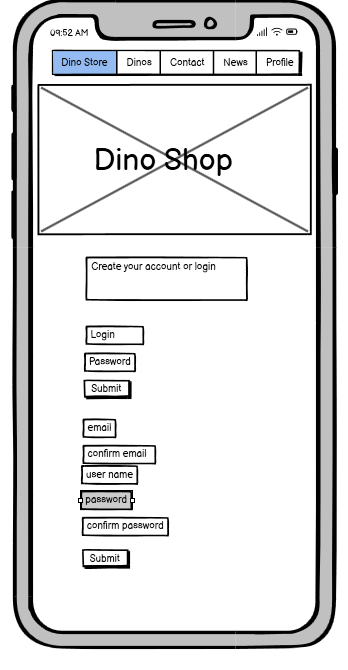 09:52 AM
Dino Store Dinos Contact News Profile
Dino Shop
Create your account or login
Login
Password
Submit
email
confirm email
user name
password
confirm password
Submit